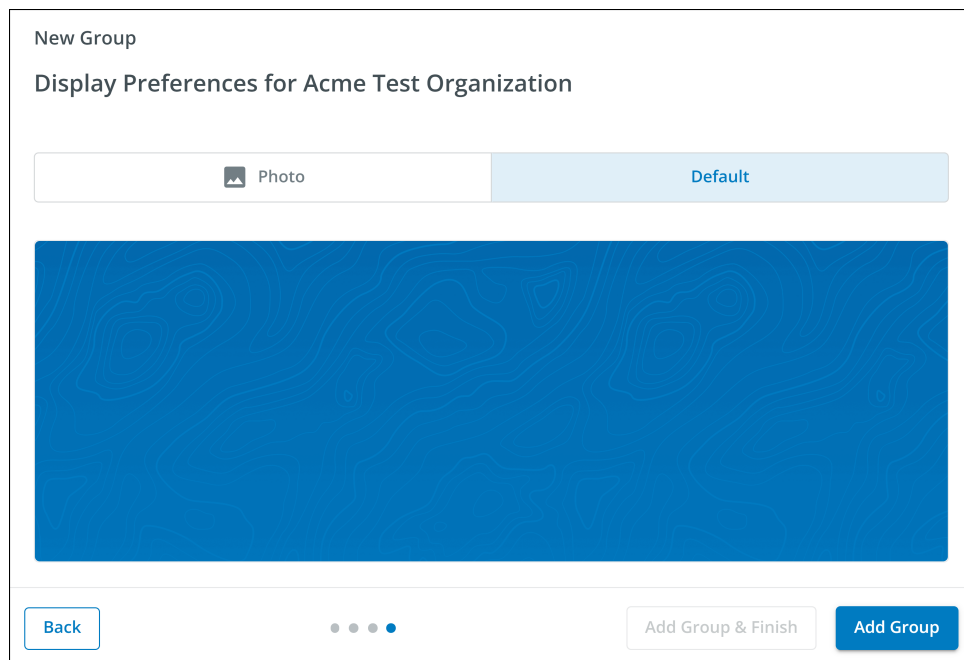 New Group
Display Preferences for Acme Test Organization
Photo
Default
Back
Add Group & Finish
Add Group